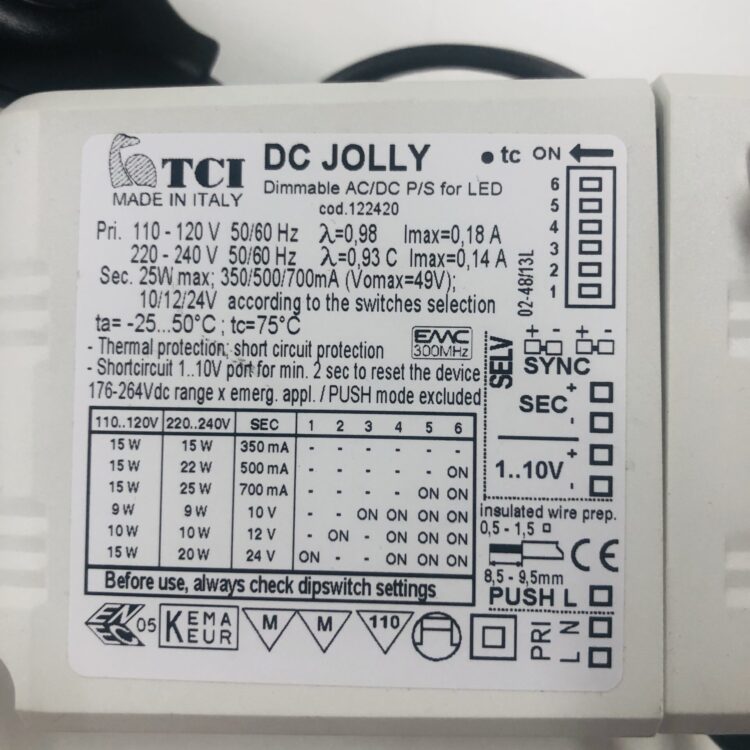 TCI
MADE IN ITALY
DC JOLLY
Dimmable AC/DC P/S for LED
cod.122420
• tc ON
6
5
4
3
2
1
02-48/13L
Pri. 110 - 120 V 50/60 Hz λ=0,98 Imax=0,18 A
220 - 240 V 50/60 Hz λ=0,93 C Imax=0,14 A
Sec. 25W max; 350/500/700mA (Vomax=49V);
10/12/24V according to the switches selection
ta= -25...50°C ; tc=75°C
EMC
300MHz
- Thermal protection; short circuit protection
- Shortcircuit 1..10V port for min. 2 sec to reset the device
176-264Vdc range x emerg. appl. / PUSH mode excluded
110..120V 220..240V SEC 1 2 3 4 5 6
15 W 15 W 350 mA - - - - - -
15 W 22 W 500 mA - - - - - ON
15 W 25 W 700 mA - - - - ON ON
9 W 9 W 10 V - - ON ON ON ON
10 W 10 W 12 V - ON - ON ON ON
15 W 20 W 24 V ON - - ON ON ON
Before use, always check dipswitch settings
SELV
+ - + -
SYNC
SEC + -
1..10V + -
insulated wire prep.
0,5 - 1,5
8,5 - 9,5mm
CE
PUSH L
PRI
L N
ENEC 05
KEMA
KEUR
M
M
110